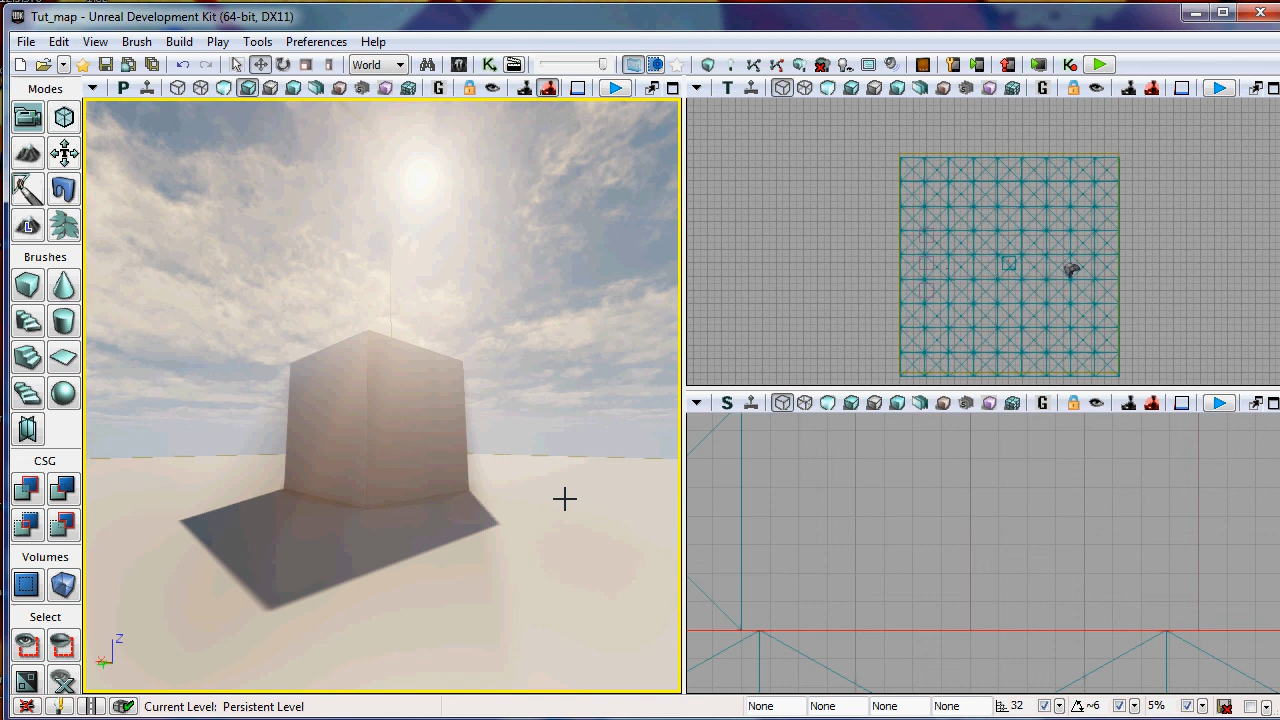 Tut_map - Unreal Development Kit (64-bit, DX11)
File Edit View Brush Build Play Tools Preferences Help
World
Modes
P
G
T
G
L
Brushes
S
G
CSG
Volumes
Select
Z
Current Level: Persistent Level
None None None None 32 ~6 5%